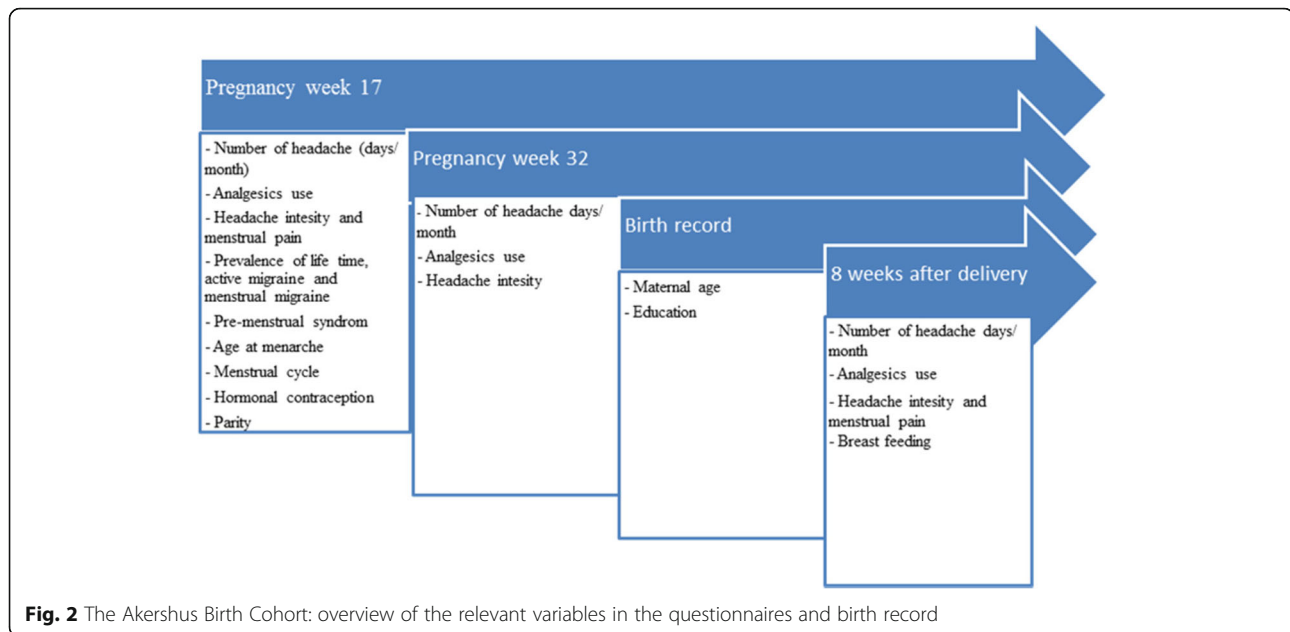 Pregnancy week 17
- Number of headache (days/
month)
- Analgesics use
- Headache intesity and
menstrual pain
- Prevalence of life time,
active migraine and
menstrual migraine
- Pre-menstrual syndrom
- Age at menarche
- Menstrual cycle
- Hormonal contraception
- Parity
Pregnancy week 32
- Number of headache days/
month
- Analgesics use
- Headache intesity
Birth record
- Maternal age
- Education
8 weeks after delivery
- Number of headache days/
month
- Analgesics use
- Headache intesity and
menstrual pain
- Breast feeding
Fig. 2 The Akershus Birth Cohort: overview of the relevant variables in the questionnaires and birth record